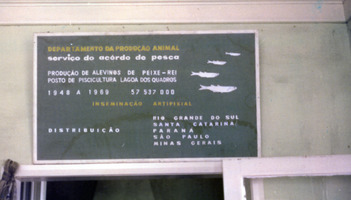 DEPARTAMENTO DA PRODUÇÃO ANIMAL
serviço do acôrdo de pesca
PRODUÇÃO DE ALEVINOS DE PEIXE-REI
POSTO DE PISCICULTURA LAGOA DOS QUADROS
1948 A 1969 57 537 000
INSEMINAÇÃO ARTIFICIAL
DISTRIBUIÇÃO
RIO GRANDE DO SUL
SANTA CATARINA
PARANÁ
SÃO PAULO
MINAS GERAIS